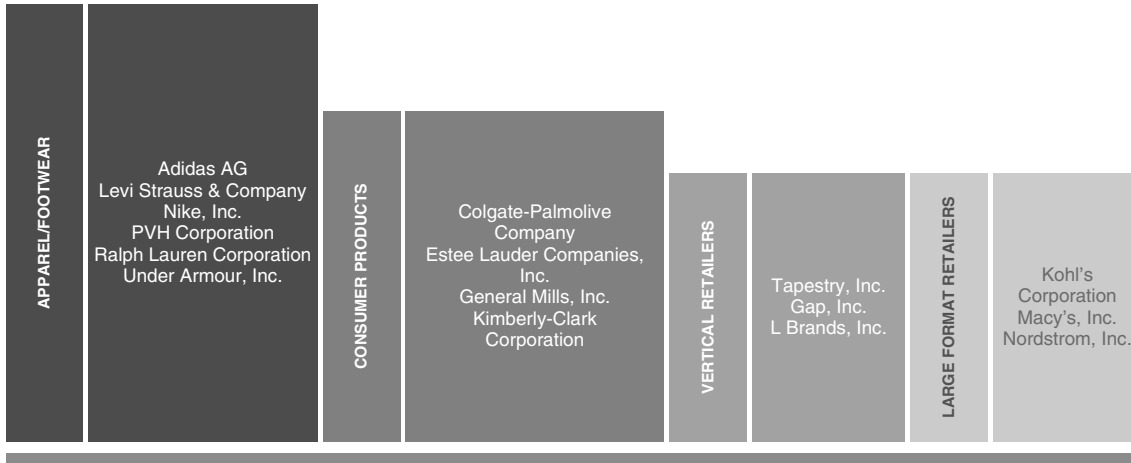 APPAREL/FOOTWEAR
Adidas AG
Levi Strauss & Company
Nike, Inc.
PVH Corporation
Ralph Lauren Corporation
Under Armour, Inc.
CONSUMER PRODUCTS
Colgate-Palmolive
Company
Estee Lauder Companies,
Inc.
General Mills, Inc.
Kimberly-Clark
Corporation
VERTICAL RETAILERS
Tapestry, Inc.
Gap, Inc.
L Brands, Inc.
LARGE FORMAT RETAILERS
Kohl’s
Corporation
Macy’s, Inc.
Nordstrom, Inc.